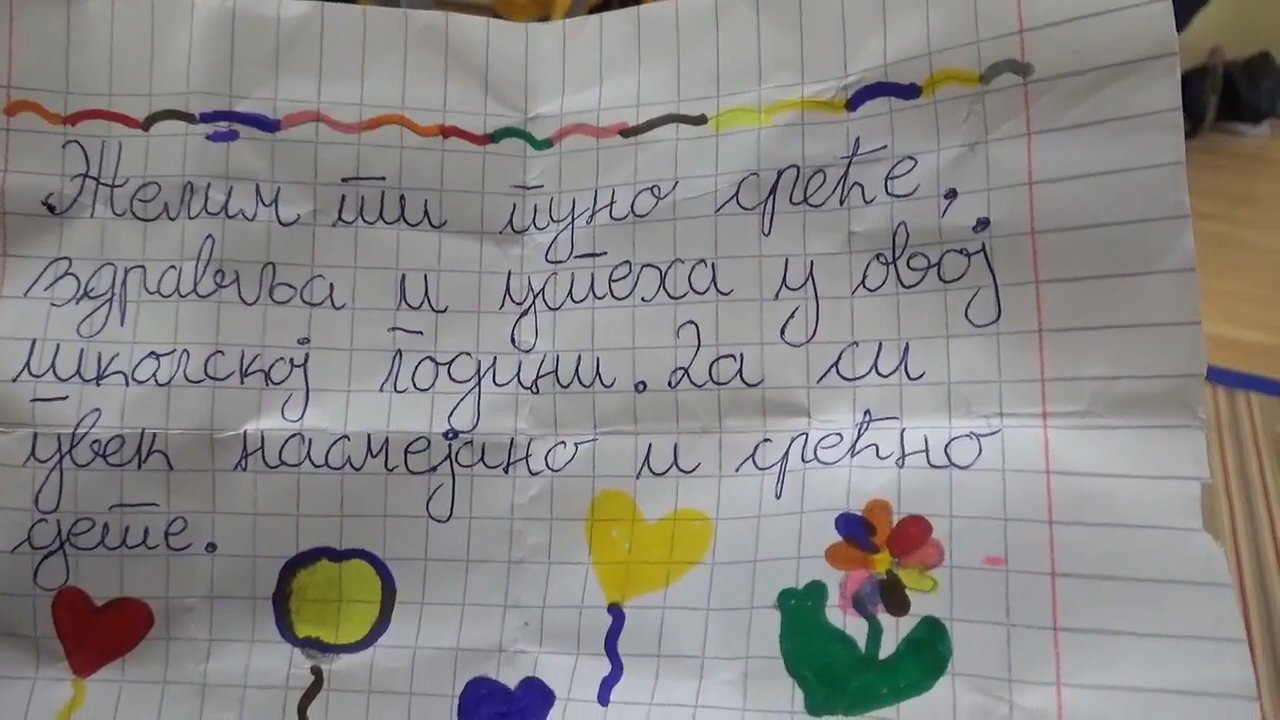 Желим ти пуно среће,
здравља и успеха у овој
школској години. Да си
увек насмејано и срећно
дете.